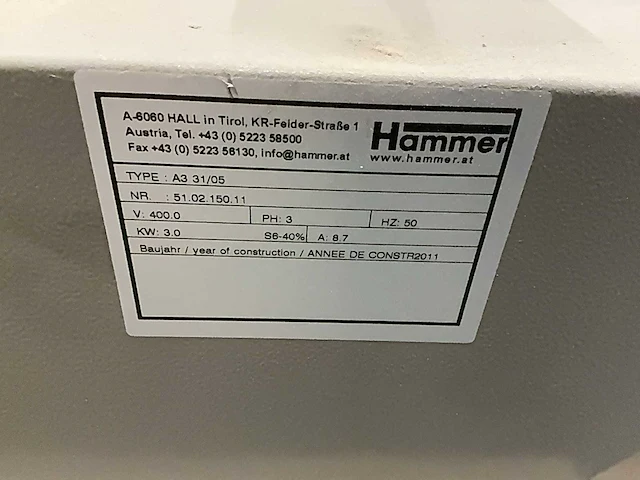 A-6060 HALL in Tirol, KR-Felder-Straße 1
Austria, Tel. +43 (0) 5223 58500
Fax +43 (0) 5223 56130, info@hammer.at
Hammer
www.hammer.at
TYPE : A3 31/05
NR. : 51.02.150.11
V: 400.0 PH: 3 HZ: 50
KW: 3.0 S6-40% A: 8.7
Baujahr / year of construction / ANNEE DE CONSTR2011